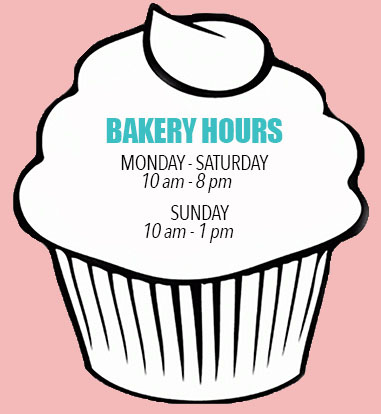 BAKERY HOURS
MONDAY - SATURDAY
10 am - 8 pm
SUNDAY
10 am - 1 pm